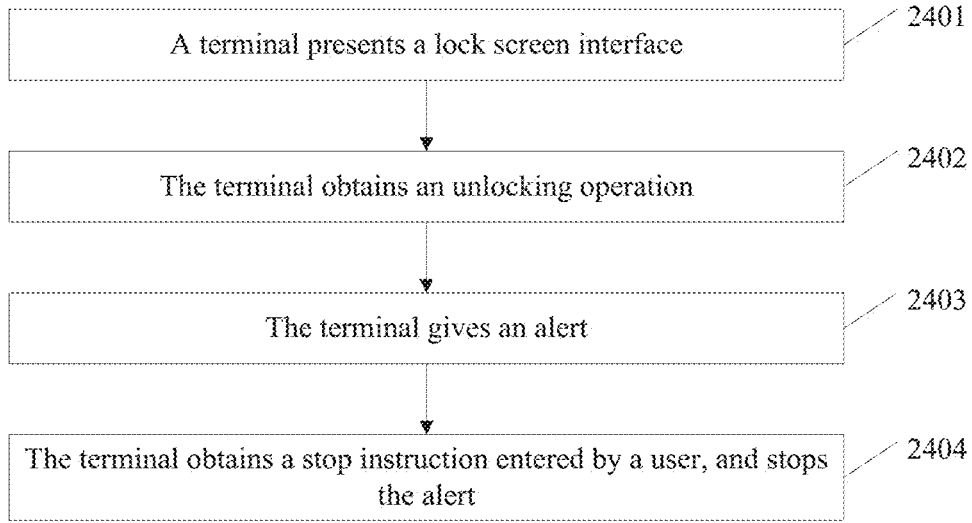 2401
A terminal presents a lock screen interface
2402
The terminal obtains an unlocking operation
2403
The terminal gives an alert
2404
The terminal obtains a stop instruction entered by a user, and stops
the alert